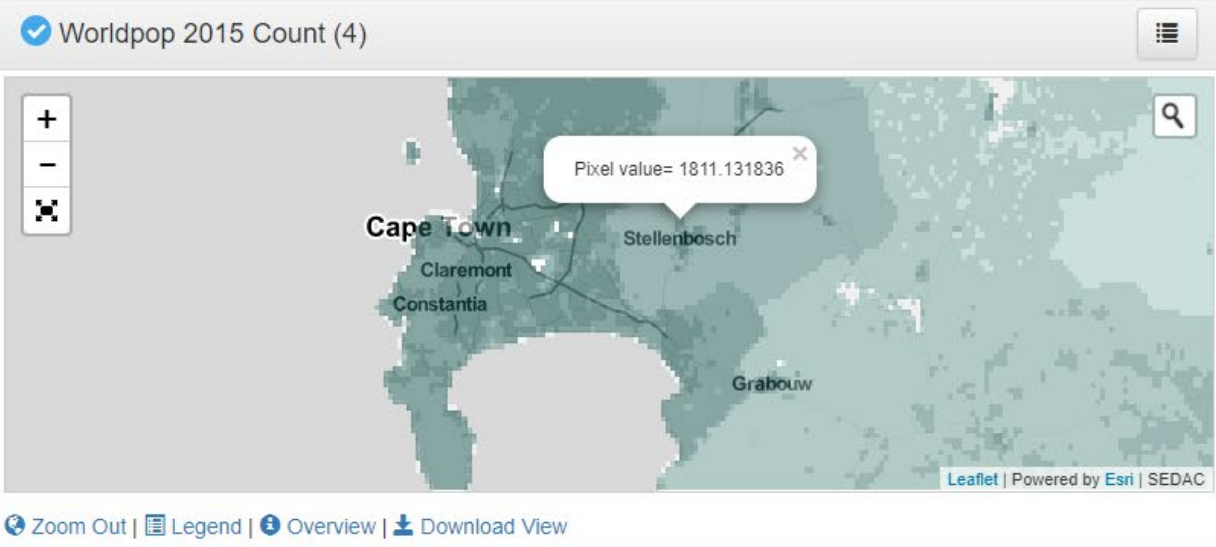 Worldpop 2015 Count (4)
+
−
Pixel value= 1811.131836
×
Cape Town
Stellenbosch
Claremont
Constantia
Grabouw
Leaflet | Powered by Esri | SEDAC
Zoom Out | Legend | Overview | Download View